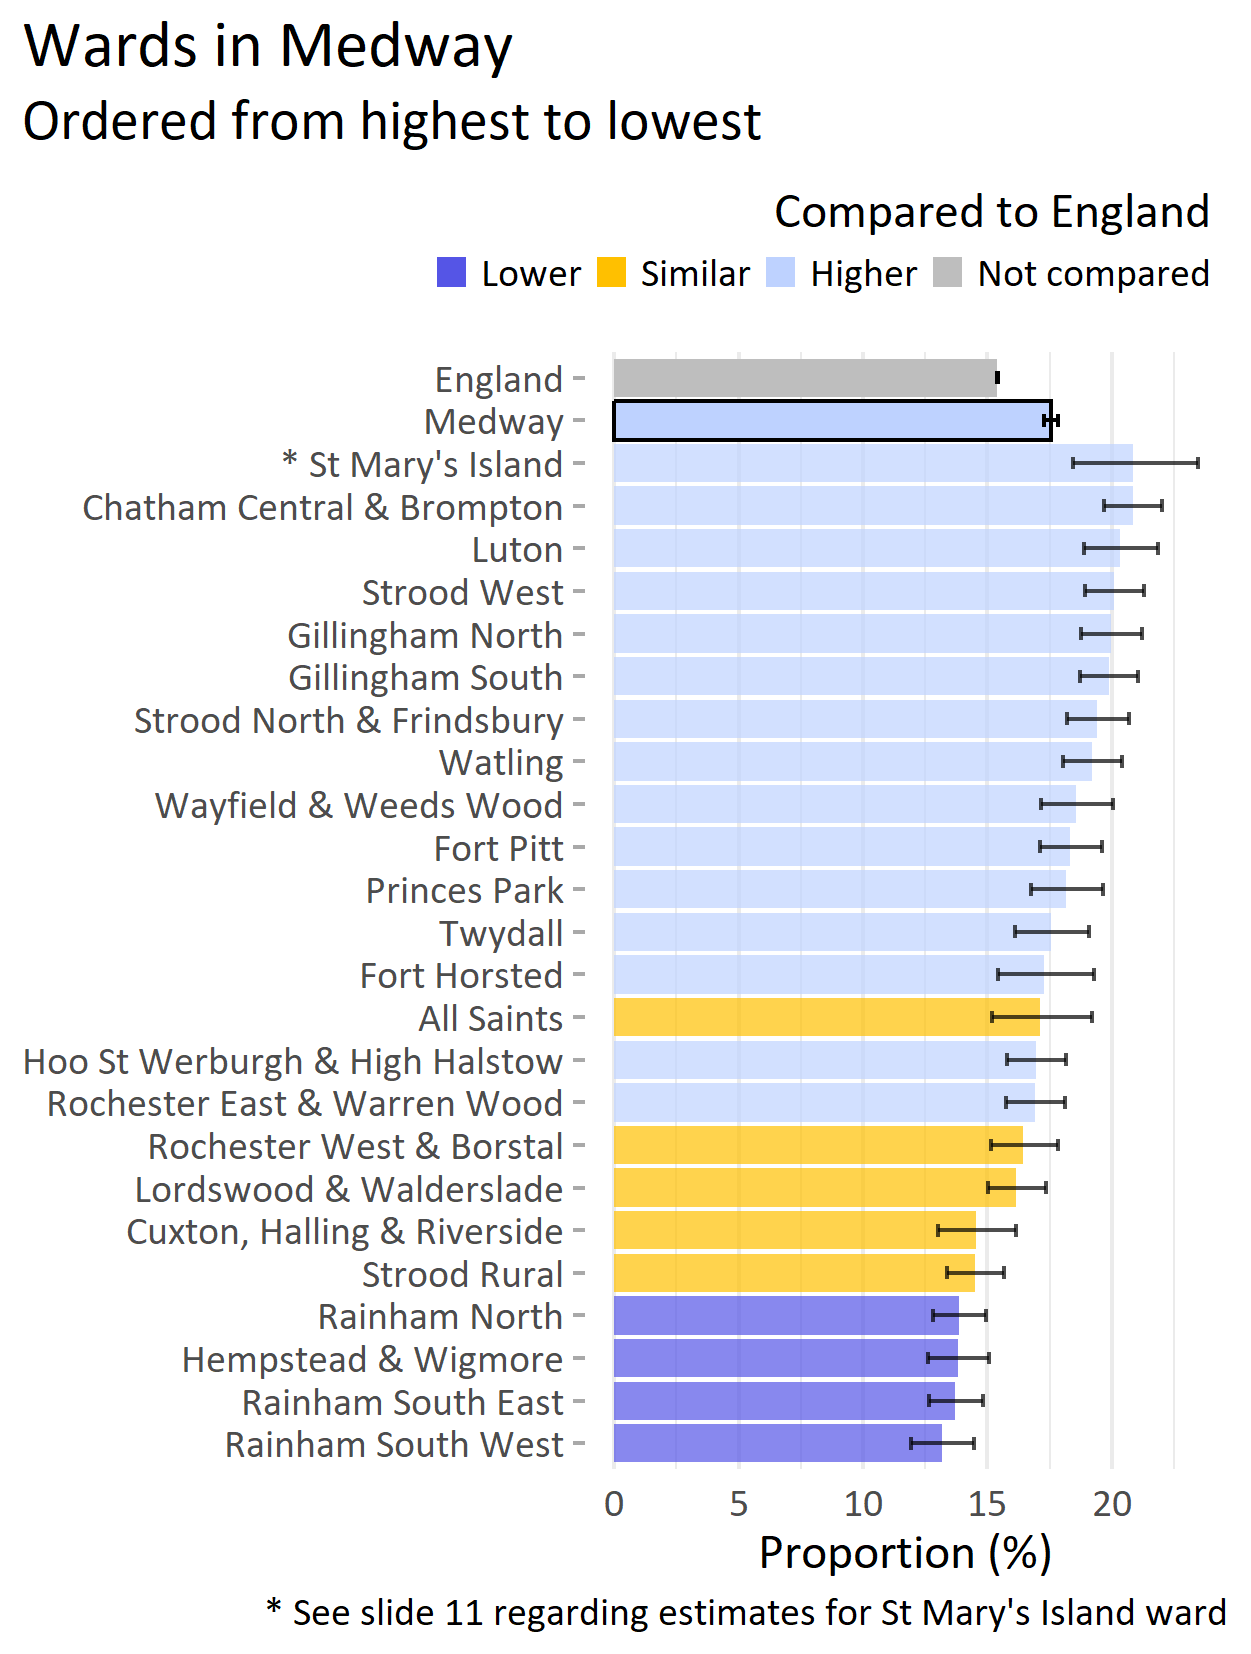 Wards in Medway
Ordered from highest to lowest
Compared to England
Lower Similar Higher Not compared
England
Medway
* St Mary's Island
Chatham Central & Brompton
Luton
Strood West
Gillingham North
Gillingham South
Strood North & Frindsbury
Watling
Wayfield & Weeds Wood
Fort Pitt
Princes Park
Twydall
Fort Horsted
All Saints
Hoo St Werburgh & High Halstow
Rochester East & Warren Wood
Rochester West & Borstal
Lordswood & Walderslade
Cuxton, Halling & Riverside
Strood Rural
Rainham North
Hempstead & Wigmore
Rainham South East
Rainham South West
0 5 10 15 20
Proportion (%)
* See slide 11 regarding estimates for St Mary's Island ward